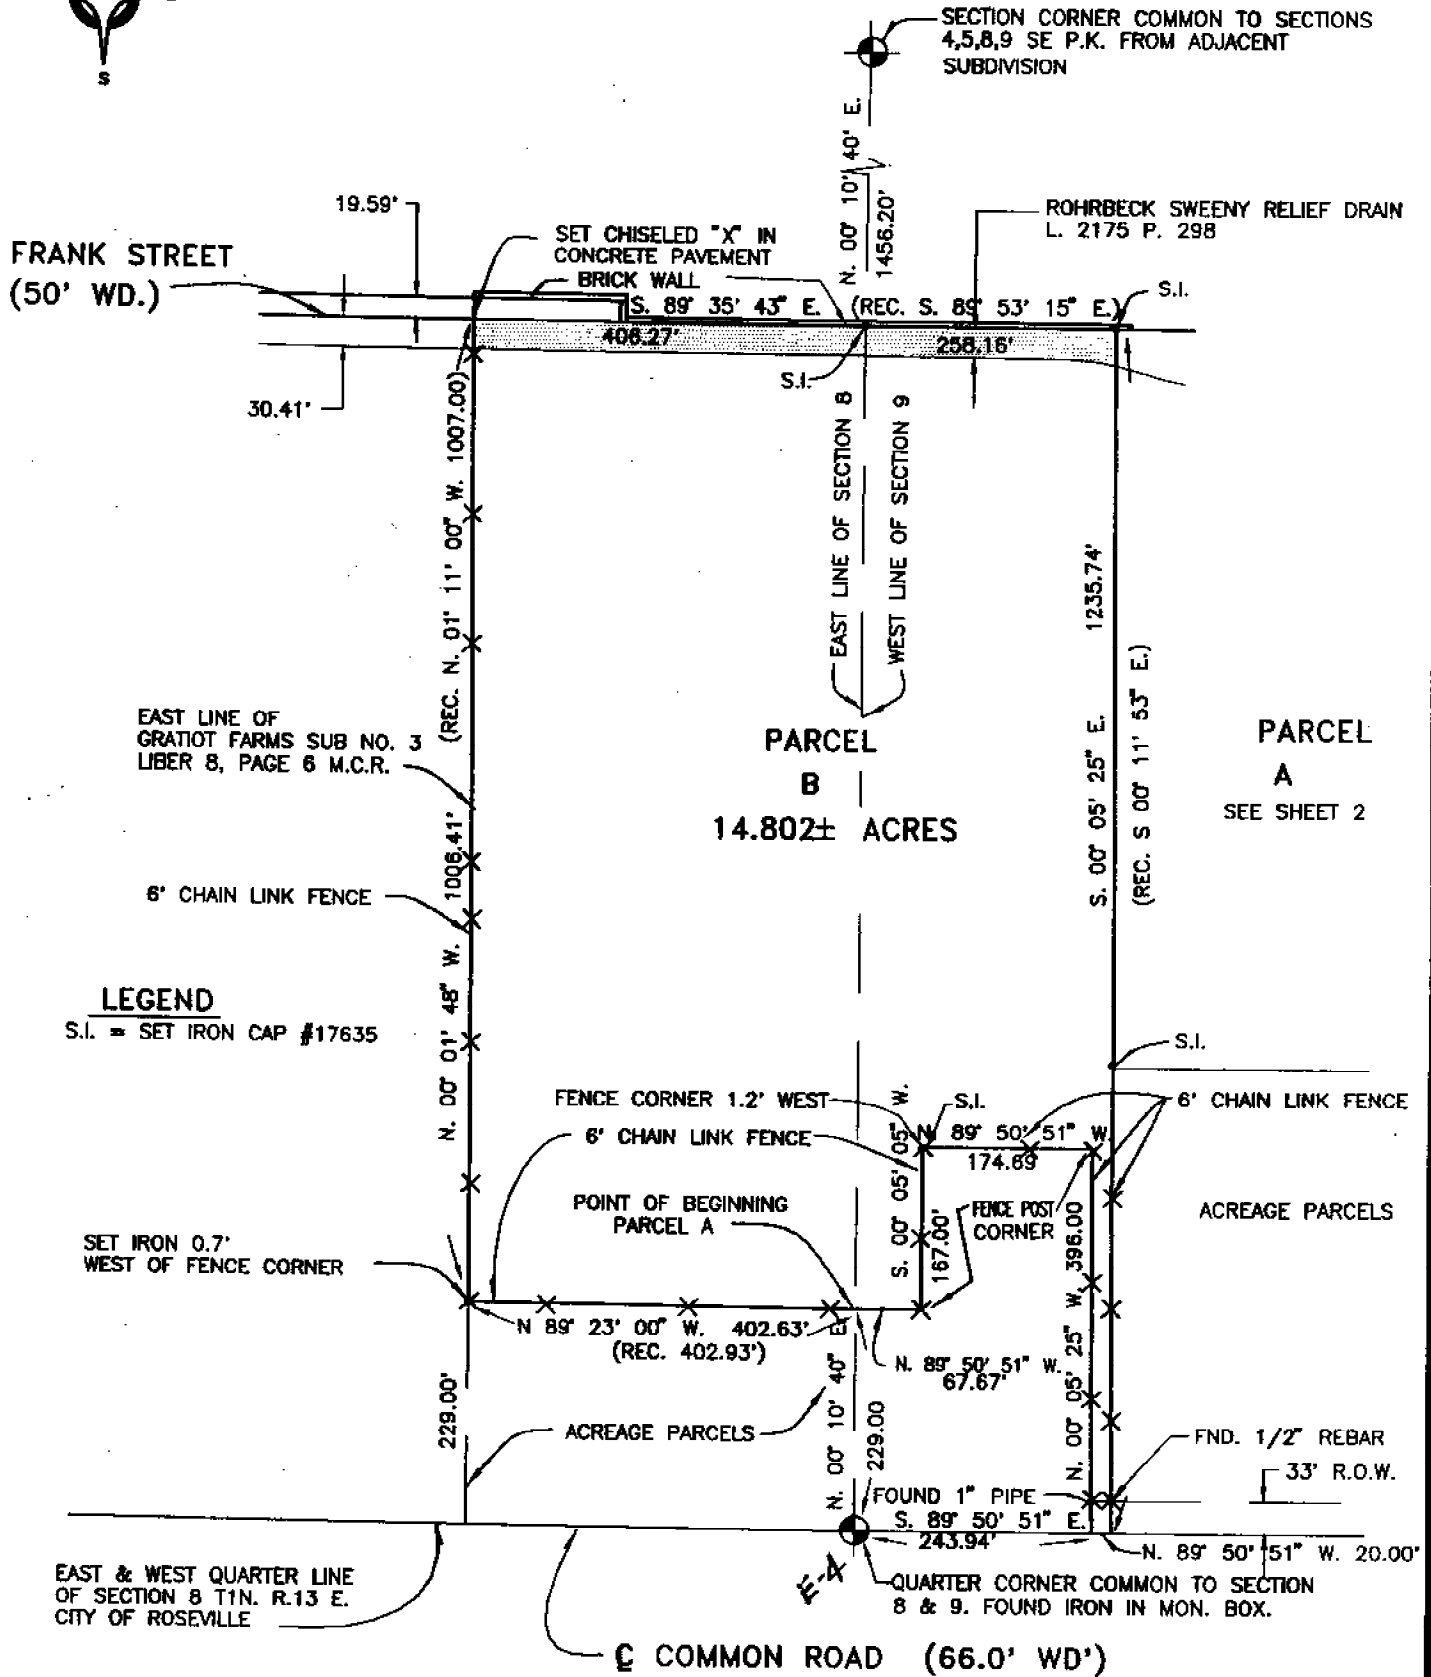 S
SECTION CORNER COMMON TO SECTIONS
4,5,8,9 SE P.K. FROM ADJACENT
SUBDIVISION
N. 00° 10' 40" E.
1456.20'
19.59'
FRANK STREET
(50' WD.)
SET CHISELED "X" IN
CONCRETE PAVEMENT
BRICK WALL
ROHRBECK SWEENY RELIEF DRAIN
L. 2175 P. 298
S. 89° 35' 43" E. (REC. S. 89° 53' 15" E.)
S.I.
406.27'
258.16'
S.I.
30.41'
(REC. N. 01° 11' 00" W. 1007.00)
EAST LINE OF SECTION 8
WEST LINE OF SECTION 9
1235.74'
S. 00° 05' 25" E.
(REC. S 00° 11' 53" E.)
EAST LINE OF
GRATIOT FARMS SUB NO. 3
LIBER 8, PAGE 6 M.C.R.
PARCEL
B
14.802± ACRES
PARCEL
A
SEE SHEET 2
6' CHAIN LINK FENCE
N. 00° 01' 48" W. 1006.41'
LEGEND
S.I. = SET IRON CAP #17635
S.I.
FENCE CORNER 1.2' WEST
S.I.
6' CHAIN LINK FENCE
6' CHAIN LINK FENCE
N 89° 50' 51" W.
174.69
S. 00° 05' 05" W.
167.00'
POINT OF BEGINNING
PARCEL A
FENCE POST
CORNER
396.00
N. 00° 05' 25" W.
ACREAGE PARCELS
SET IRON 0.7'
WEST OF FENCE CORNER
N 89° 23' 00" W. 402.63'
(REC. 402.93')
N. 89° 50' 51" W.
67.67'
229.00'
ACREAGE PARCELS
N. 00° 10' 40" E.
229.00
FND. 1/2" REBAR
33' R.O.W.
FOUND 1" PIPE
S. 89° 50' 51" E.
243.94'
N. 89° 50' 51" W. 20.00'
E-4
EAST & WEST QUARTER LINE
OF SECTION 8 T1N. R.13 E.
CITY OF ROSEVILLE
QUARTER CORNER COMMON TO SECTION
8 & 9. FOUND IRON IN MON. BOX.
℄ COMMON ROAD (66.0' WD')